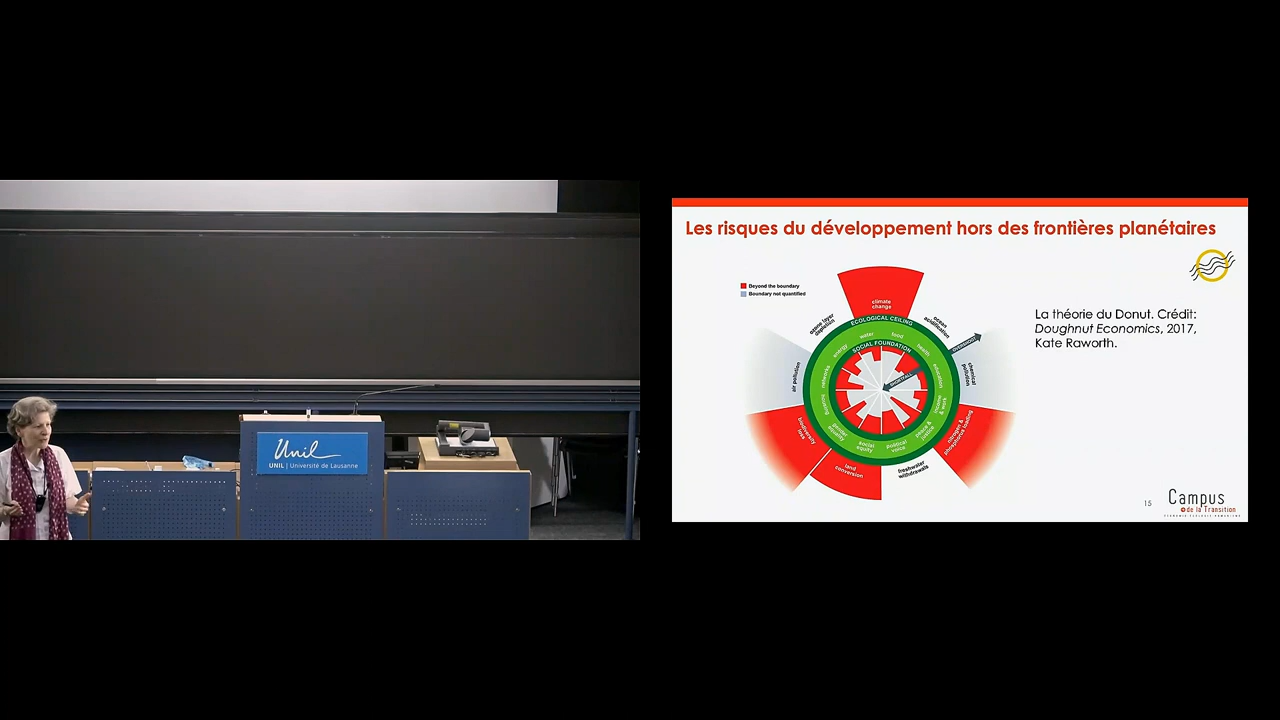 Unil
UNIL | Université de Lausanne
Les risques du développement hors des frontières planétaires
Beyond the boundary
Boundary not quantified
climate
change
ozone layer
depletion
ocean
acidification
ECOLOGICAL CEILING
OVERSHOOT
water
food
energy
health
SOCIAL FOUNDATION
SHORTFALL
air pollution
networks
education
chemical
pollution
housing
income
& work
gender
equality
peace &
justice
social
equity
political
voice
biodiversity
loss
nitrogen &
phosphorus loading
land
conversion
freshwater
withdrawals
La théorie du Donut. Crédit:
Doughnut Economics, 2017,
Kate Raworth.
15
Campus
de la Transition